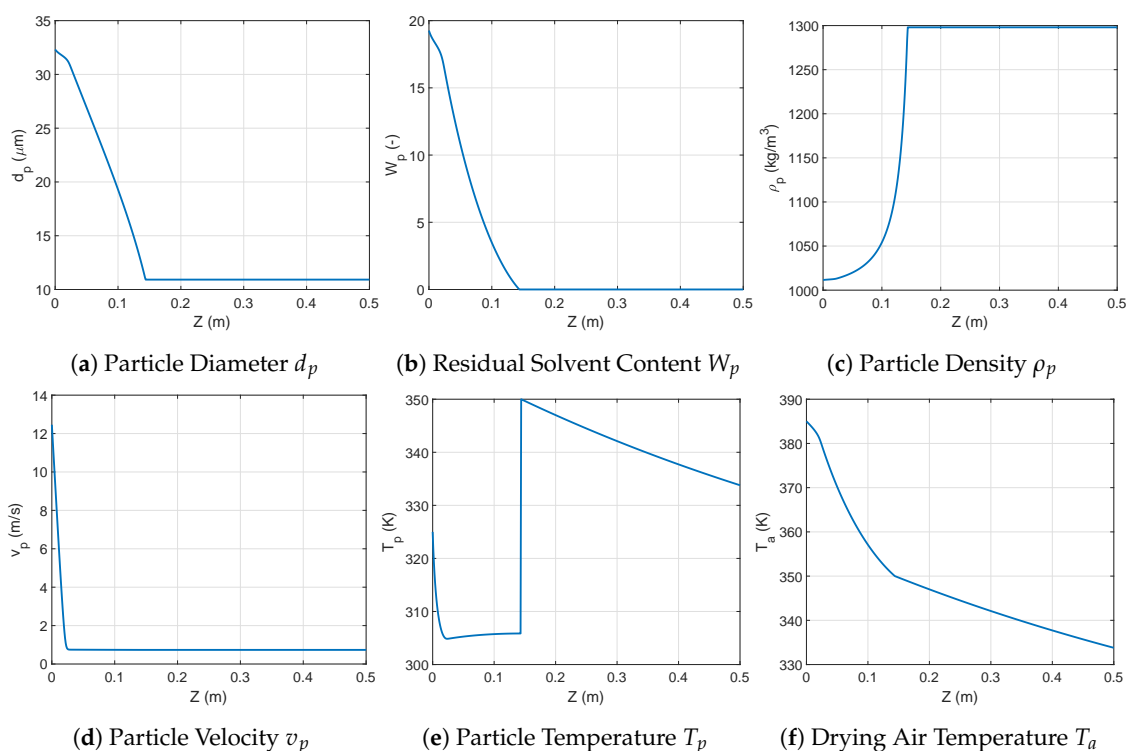 35
30
25
20
15
10
d_p (μm)
0 0.1 0.2 0.3 0.4 0.5
Z (m)
20
15
10
5
0
W_p (-)
0 0.1 0.2 0.3 0.4 0.5
Z (m)
1300
1250
1200
1150
1100
1050
1000
ρ_p (kg/m³)
0 0.1 0.2 0.3 0.4 0.5
Z (m)
(a) Particle Diameter d_p
(b) Residual Solvent Content W_p
(c) Particle Density ρ_p
14
12
10
8
6
4
2
0
v_p (m/s)
0 0.1 0.2 0.3 0.4 0.5
Z (m)
350
340
330
320
310
300
T_p (K)
0 0.1 0.2 0.3 0.4 0.5
Z (m)
390
380
370
360
350
340
330
T_a (K)
0 0.1 0.2 0.3 0.4 0.5
Z (m)
(d) Particle Velocity v_p
(e) Particle Temperature T_p
(f) Drying Air Temperature T_a